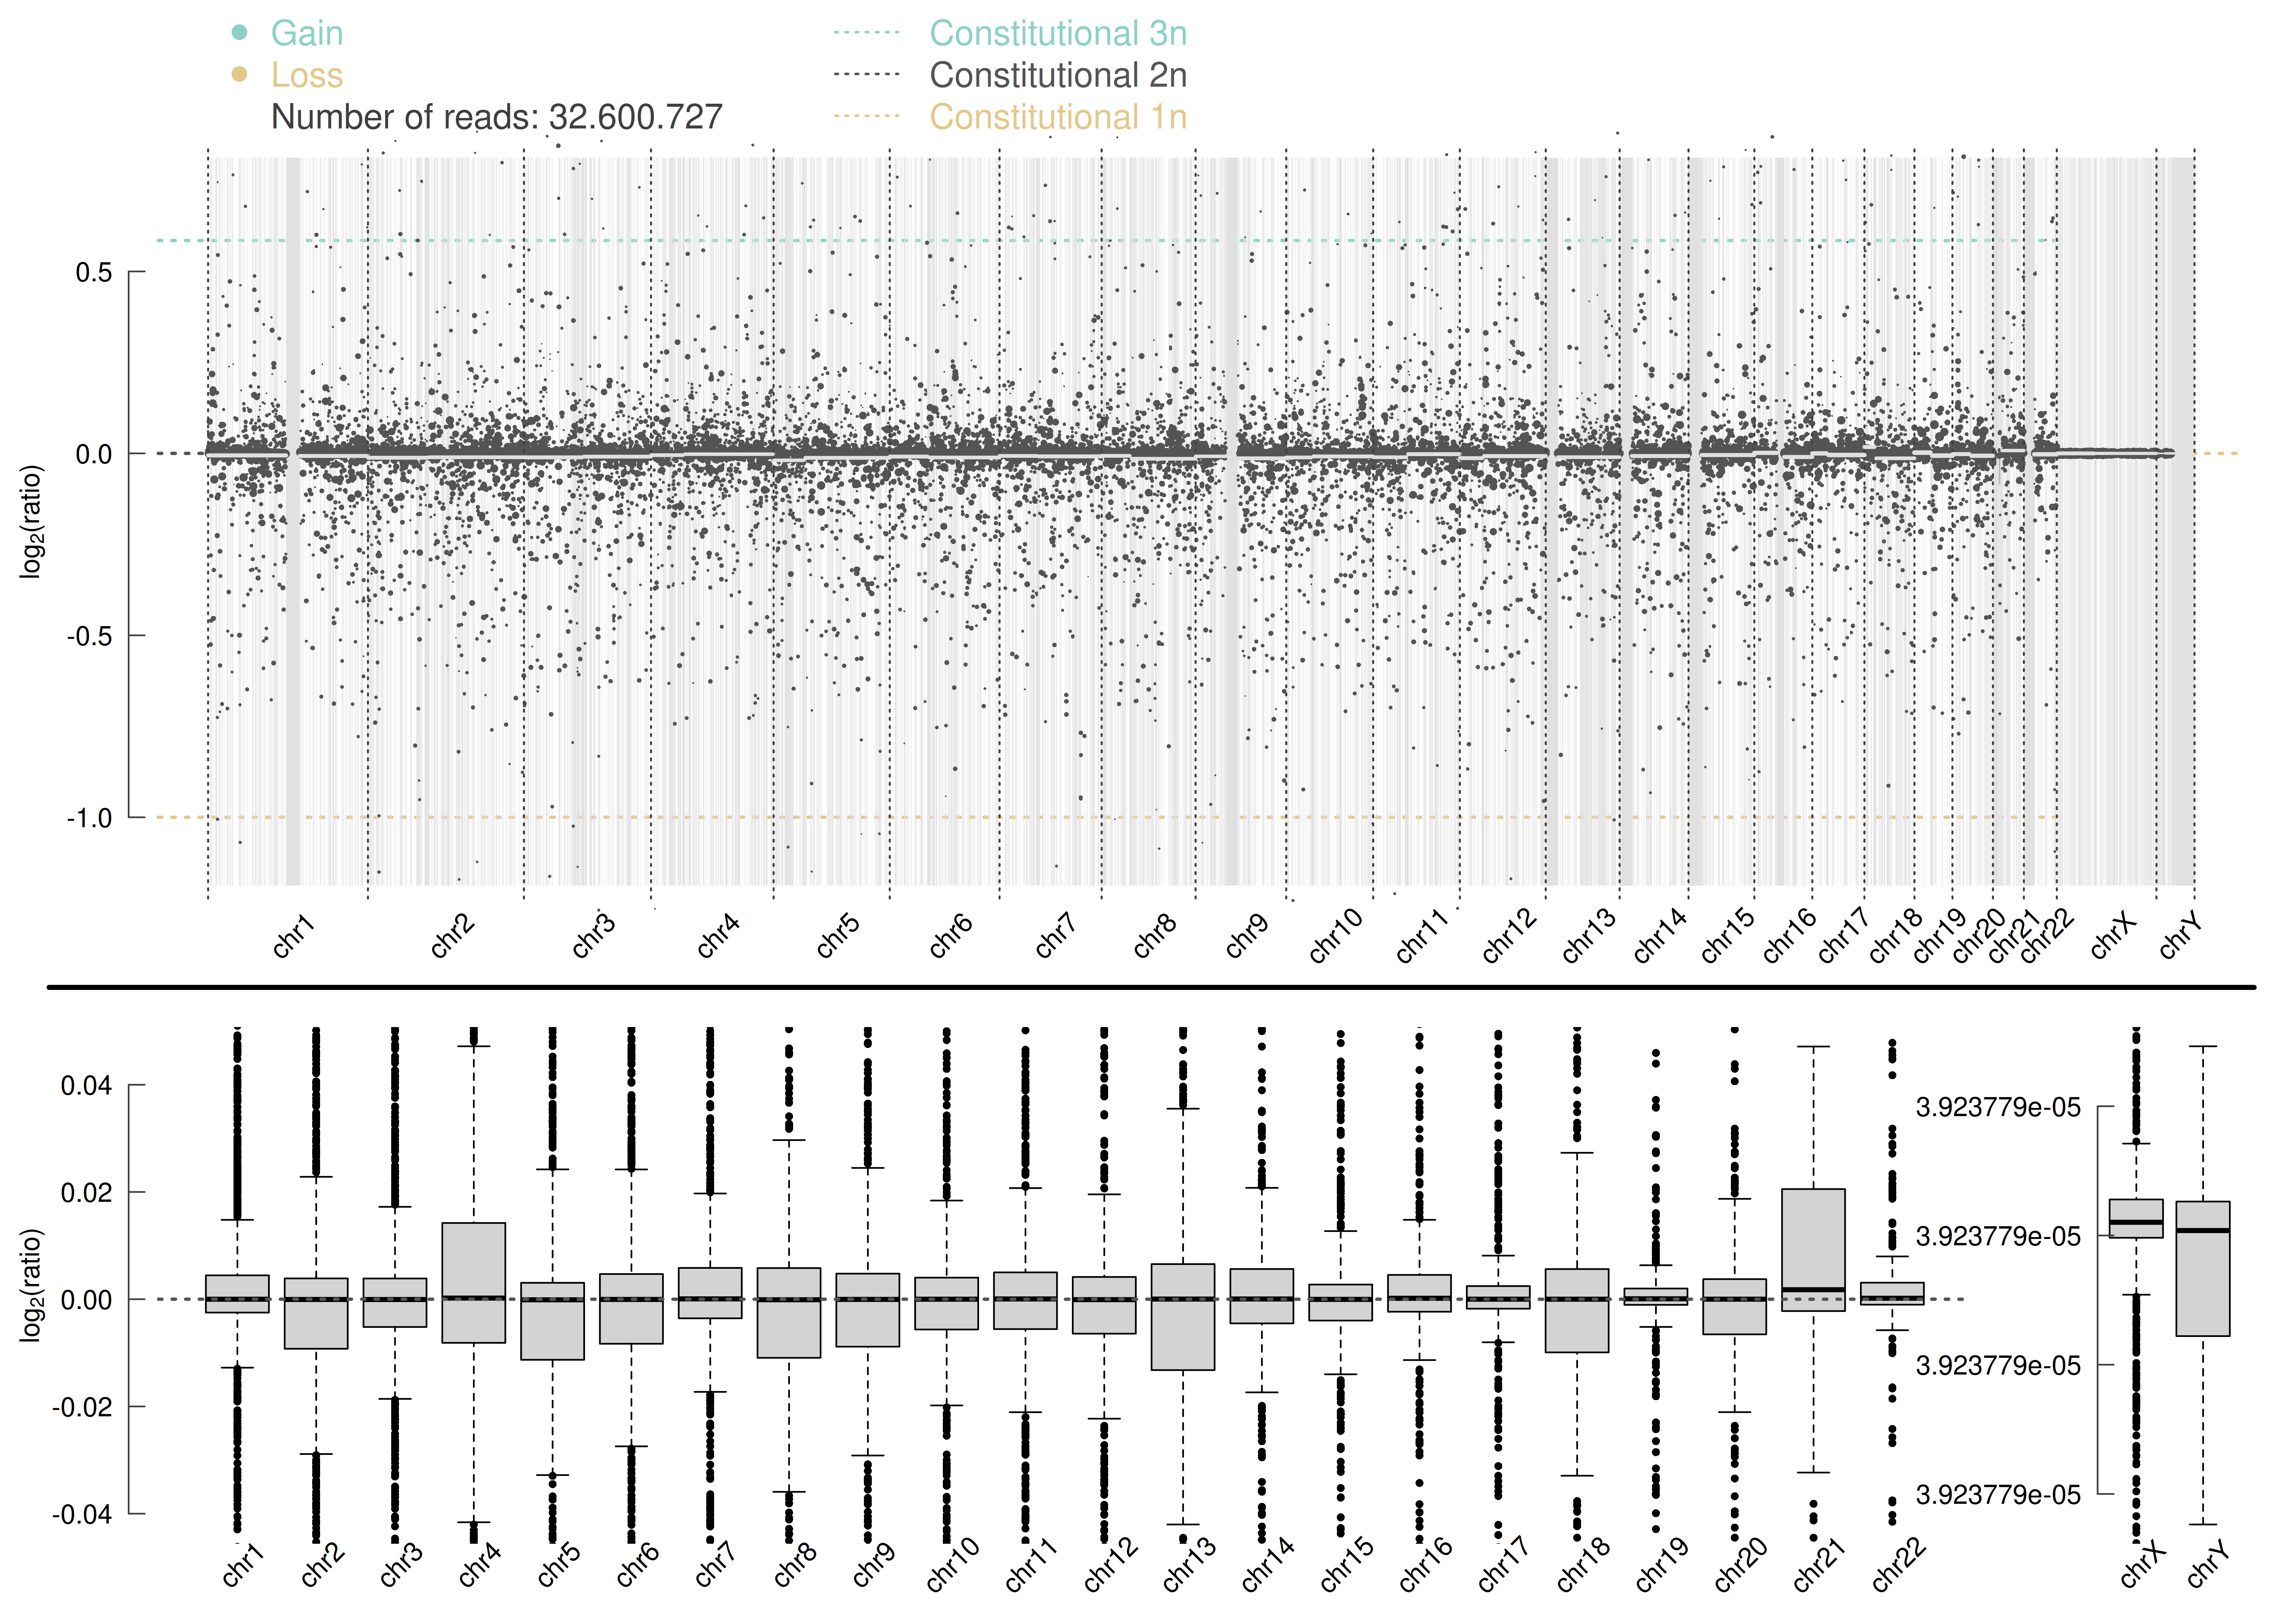 Gain
Loss
Number of reads: 32.600.727
Constitutional 3n
Constitutional 2n
Constitutional 1n
log2(ratio)
0.5
0.0
-0.5
-1.0
chr1 chr2 chr3 chr4 chr5 chr6 chr7 chr8 chr9 chr10 chr11 chr12 chr13 chr14 chr15 chr16 chr17 chr18 chr19 chr20 chr21 chr22 chrX chrY
log2(ratio)
0.04
0.02
0.00
-0.02
-0.04
3.923779e-05
3.923779e-05
3.923779e-05
3.923779e-05
chr1 chr2 chr3 chr4 chr5 chr6 chr7 chr8 chr9 chr10 chr11 chr12 chr13 chr14 chr15 chr16 chr17 chr18 chr19 chr20 chr21 chr22 chrX chrY